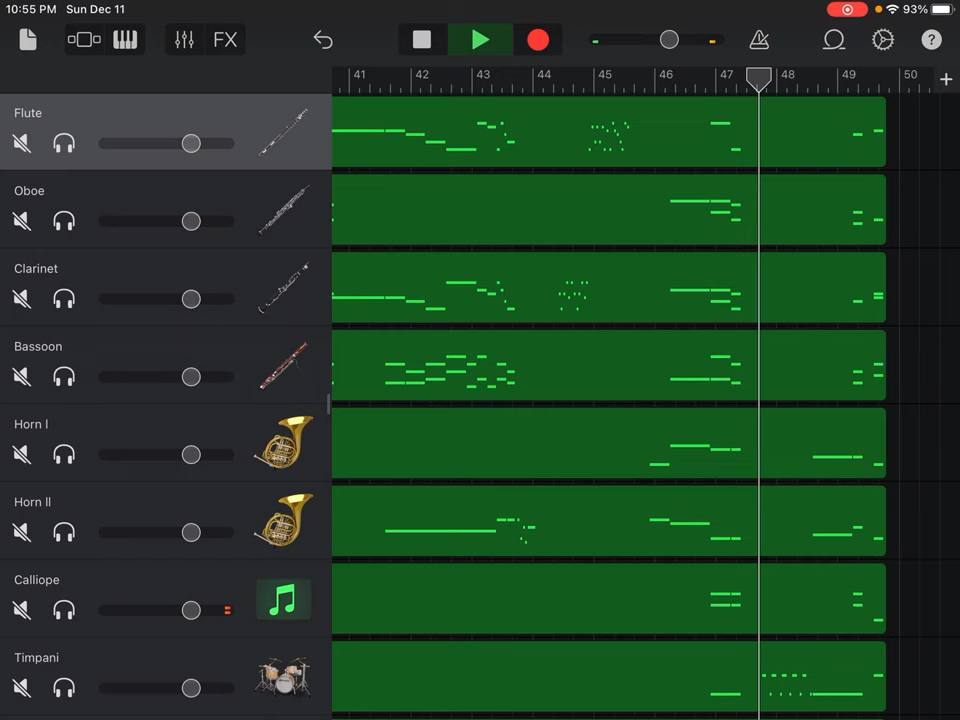 10:55 PM Sun Dec 11 93%
FX ?
41 42 43 44 45 46 47 48 49 50 +
Flute
Oboe
Clarinet
Bassoon
Horn I
Horn II
Calliope
Timpani